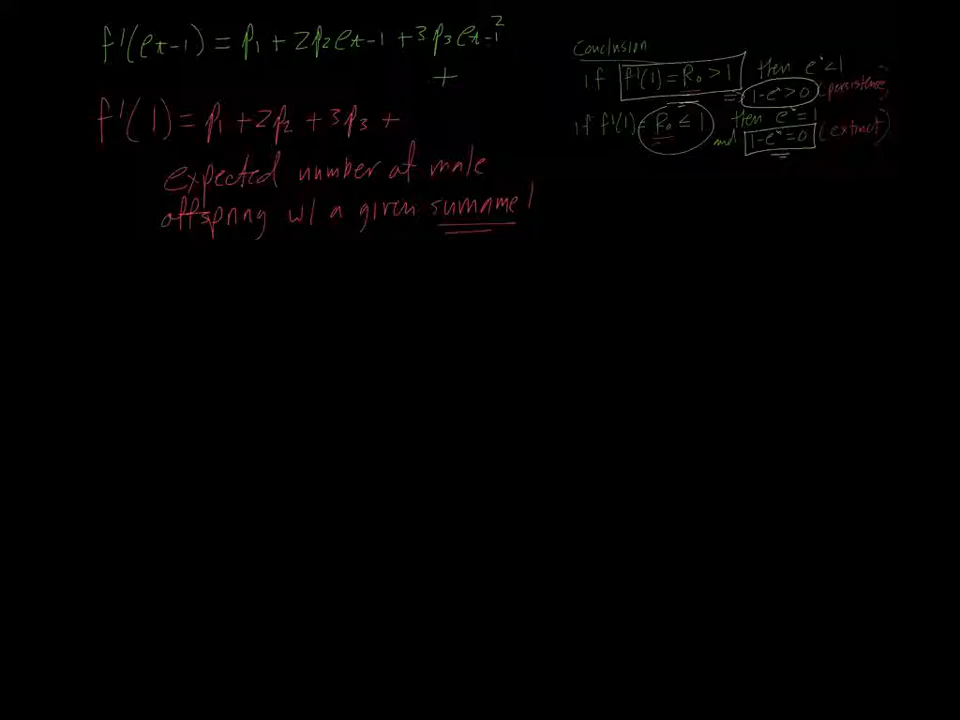 f'(e_{t-1}) = p_1 + 2p_2 e_{t-1} + 3p_3 e_{t-1}^2
+
f'(1) = p_1 + 2p_2 + 3p_3 +
expected number of male
offspring w/ a given surname!
Conclusion
if f'(1) = R_0 > 1 then e* < 1
1-e* > 0 (persistence)
if f'(1) = R_0 ≤ 1 then e* = 1
and 1-e* = 0 (extinct)